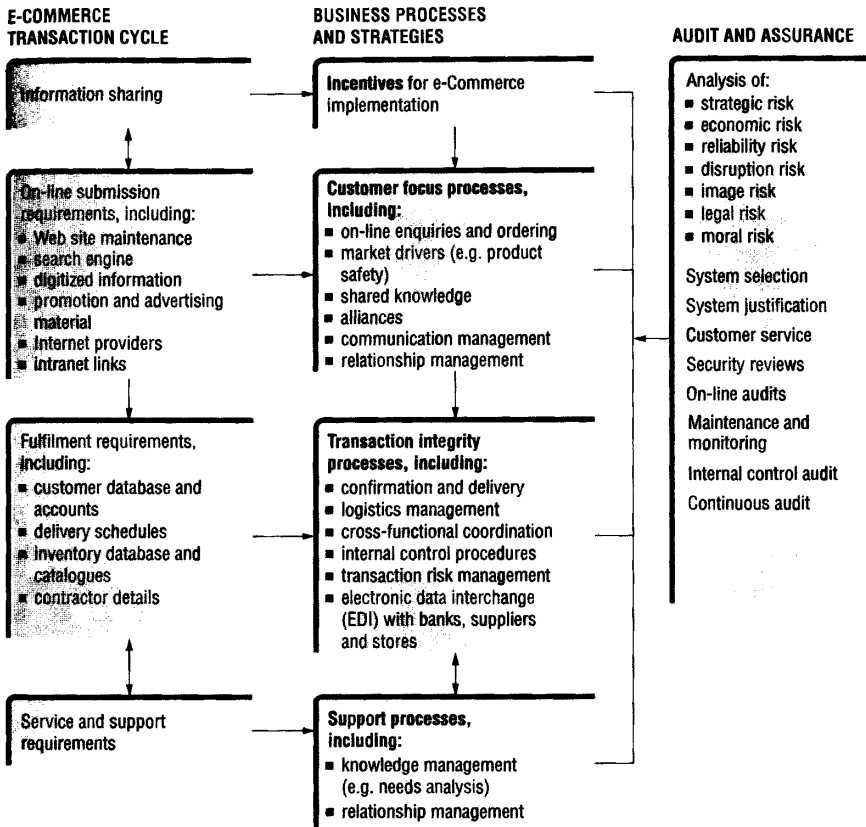 E-COMMERCE
TRANSACTION CYCLE
Information sharing
On-line submission
requirements, including:
■ Web site maintenance
■ search engine
■ digitized information
■ promotion and advertising
material
■ Internet providers
■ intranet links
Fulfilment requirements,
including:
■ customer database and
accounts
■ delivery schedules
■ inventory database and
catalogues
■ contractor details
Service and support
requirements
BUSINESS PROCESSES
AND STRATEGIES
Incentives for e-Commerce
implementation
Customer focus processes,
including:
■ on-line enquiries and ordering
■ market drivers (e.g. product
safety)
■ shared knowledge
■ alliances
■ communication management
■ relationship management
Transaction integrity
processes, including:
■ confirmation and delivery
■ logistics management
■ cross-functional coordination
■ internal control procedures
■ transaction risk management
■ electronic data interchange
(EDI) with banks, suppliers
and stores
Support processes,
including:
■ knowledge management
(e.g. needs analysis)
■ relationship management
AUDIT AND ASSURANCE
Analysis of:
■ strategic risk
■ economic risk
■ reliability risk
■ disruption risk
■ image risk
■ legal risk
■ moral risk
System selection
System justification
Customer service
Security reviews
On-line audits
Maintenance and
monitoring
Internal control audit
Continuous audit